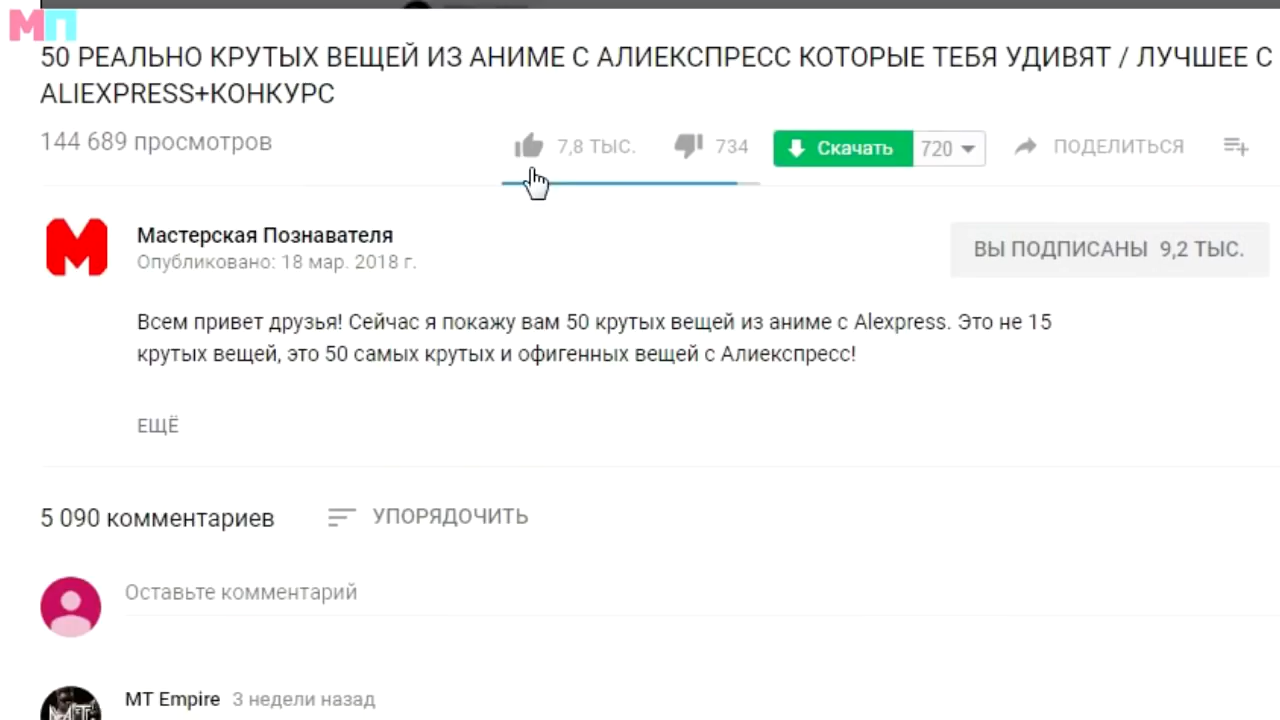 МП
50 РЕАЛЬНО КРУТЫХ ВЕЩЕЙ ИЗ АНИМЕ С АЛИЕКСПРЕСС КОТОРЫЕ ТЕБЯ УДИВЯТ / ЛУЧШЕЕ С
ALIEXPRESS+КОНКУРС
144 689 просмотров 7,8 ТЫС. 734 Скачать 720 ПОДЕЛИТЬСЯ
М
Мастерская Познавателя
Опубликовано: 18 мар. 2018 г.
ВЫ ПОДПИСАНЫ 9,2 ТЫС.
Всем привет друзья! Сейчас я покажу вам 50 крутых вещей из аниме с Alexpress. Это не 15
крутых вещей, это 50 самых крутых и офигенных вещей с Алиекспресс!
ЕЩЁ
5 090 комментариев УПОРЯДОЧИТЬ
Оставьте комментарий
MT Empire 3 недели назад